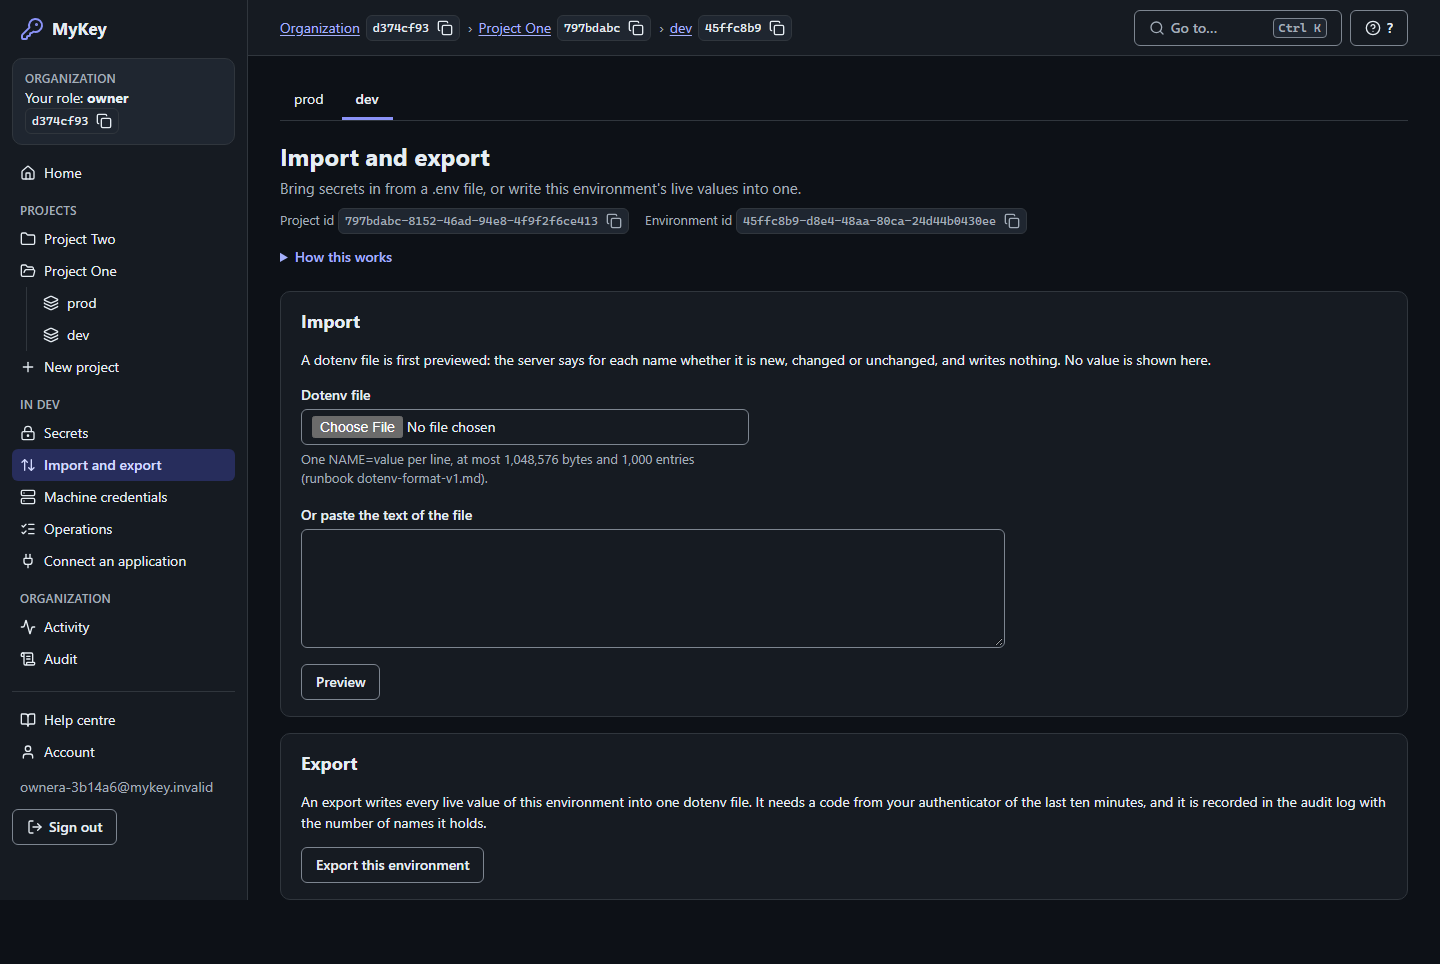 MyKey
ORGANIZATION
Your role: owner
d374cf93
Home
PROJECTS
Project Two
Project One
prod
dev
New project
IN DEV
Secrets
Import and export
Machine credentials
Operations
Connect an application
ORGANIZATION
Activity
Audit
Help centre
Account
ownera-3b14a6@mykey.invalid
Sign out
Organization d374cf93 › Project One 797bdabc › dev 45ffc8b9
Go to... Ctrl K
?
prod dev
Import and export
Bring secrets in from a .env file, or write this environment's live values into one.
Project id 797bdabc-8152-46ad-94e8-4f9f2f6ce413 Environment id 45ffc8b9-d8e4-48aa-80ca-24d44b0430ee
How this works
Import
A dotenv file is first previewed: the server says for each name whether it is new, changed or unchanged, and writes nothing. No value is shown here.
Dotenv file
Choose File No file chosen
One NAME=value per line, at most 1,048,576 bytes and 1,000 entries
(runbook dotenv-format-v1.md).
Or paste the text of the file
Preview
Export
An export writes every live value of this environment into one dotenv file. It needs a code from your authenticator of the last ten minutes, and it is recorded in the audit log with
the number of names it holds.
Export this environment